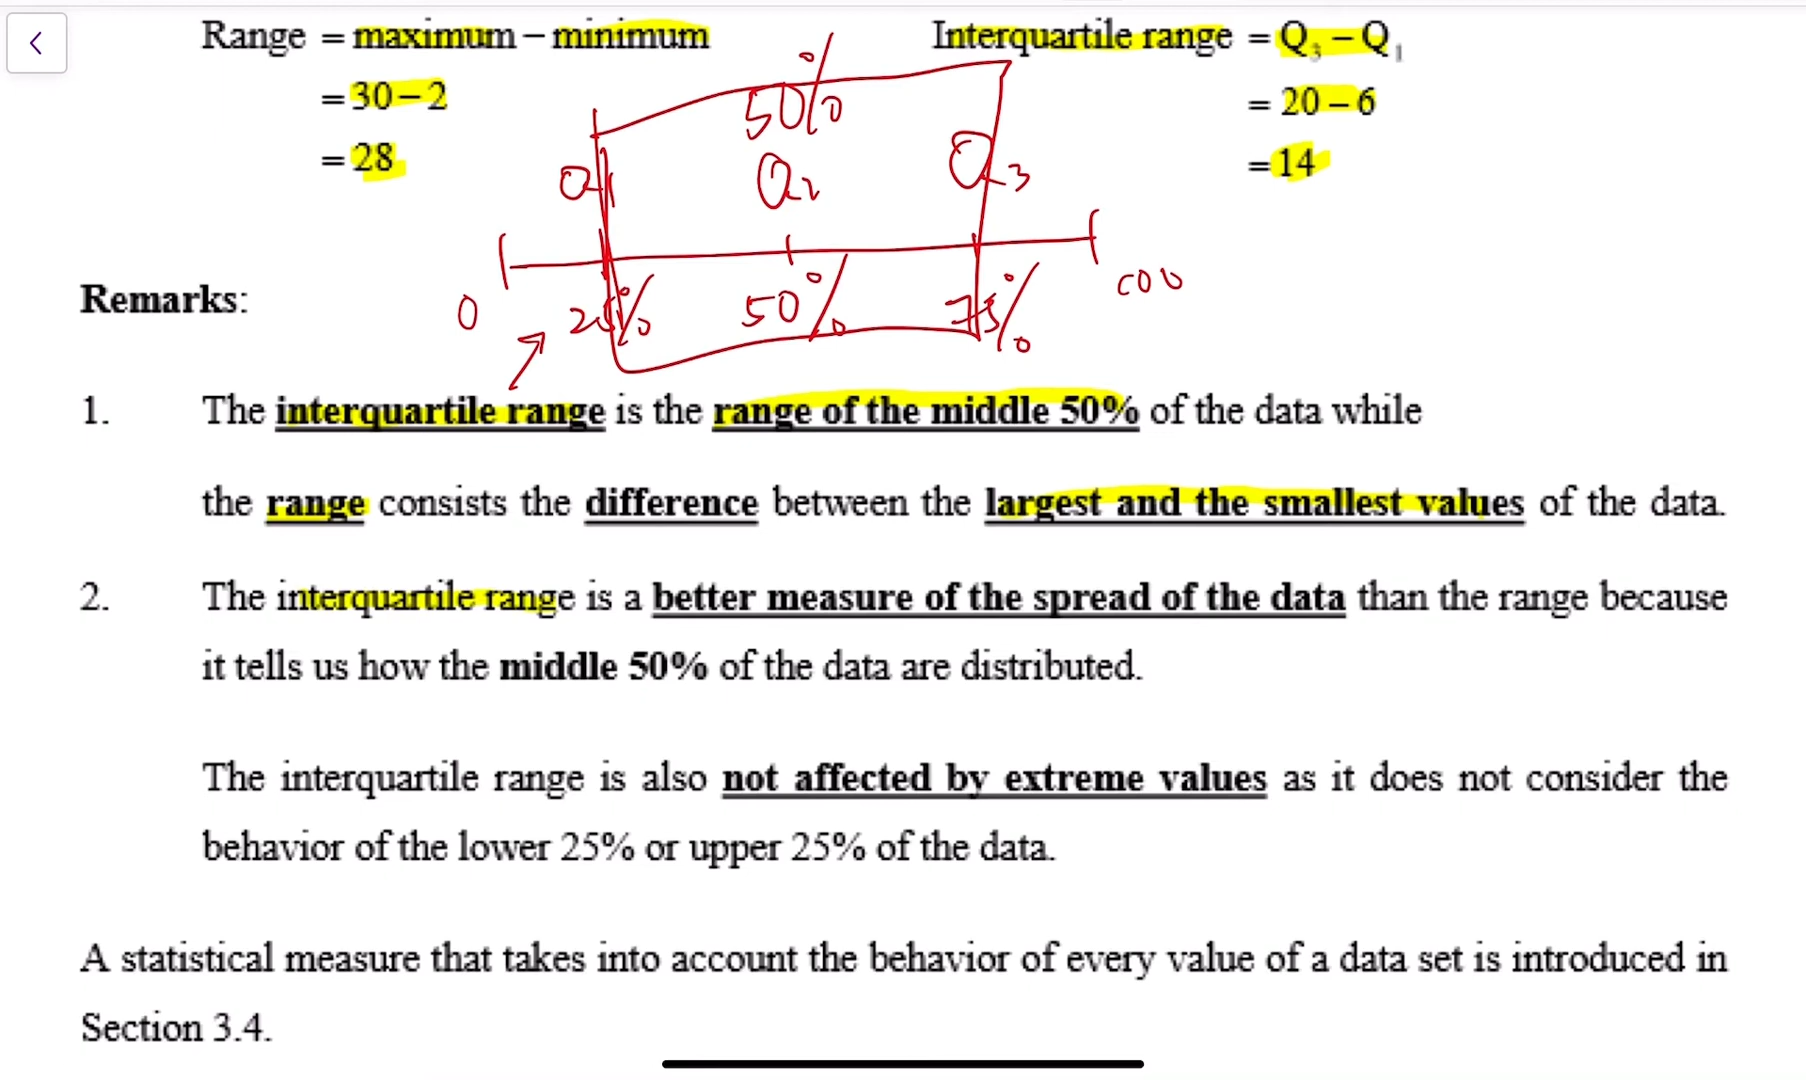 Range = maximum – minimum
= 30 – 2
= 28
Interquartile range = Q3 – Q1
= 20 – 6
= 14
50%
Q1 Q2 Q3
0 25% 50% 75% 100
Remarks:
1. The interquartile range is the range of the middle 50% of the data while
the range consists the difference between the largest and the smallest values of the data.
2. The interquartile range is a better measure of the spread of the data than the range because
it tells us how the middle 50% of the data are distributed.
The interquartile range is also not affected by extreme values as it does not consider the
behavior of the lower 25% or upper 25% of the data.
A statistical measure that takes into account the behavior of every value of a data set is introduced in
Section 3.4.